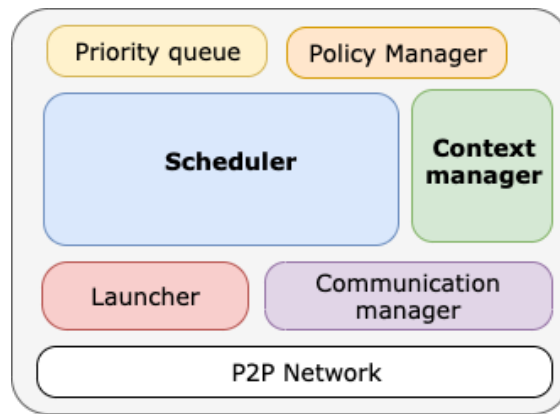 Priority queue
Policy Manager
Scheduler
Context
manager
Launcher
Communication
manager
P2P Network